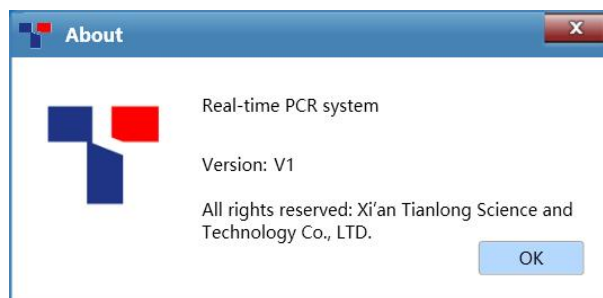 About
x
Real-time PCR system
Version: V1
All rights reserved: Xi'an Tianlong Science and
Technology Co., LTD.
OK